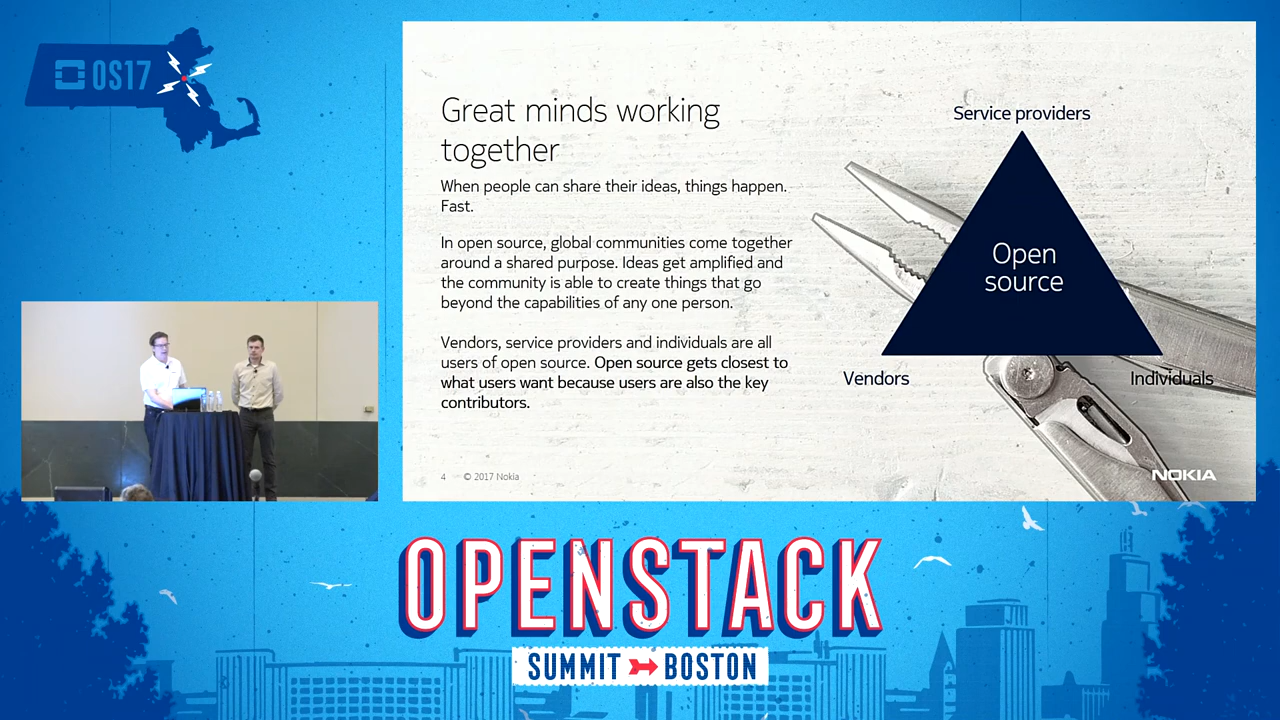 OS17
Great minds working
together
When people can share their ideas, things happen.
Fast.
In open source, global communities come together
around a shared purpose. Ideas get amplified and
the community is able to create things that go
beyond the capabilities of any one person.
Vendors, service providers and individuals are all
users of open source. Open source gets closest to
what users want because users are also the key
contributors.
4 © 2017 Nokia
Service providers
Open
source
Vendors
Individuals
NOKIA
OPENSTACK
SUMMIT BOSTON